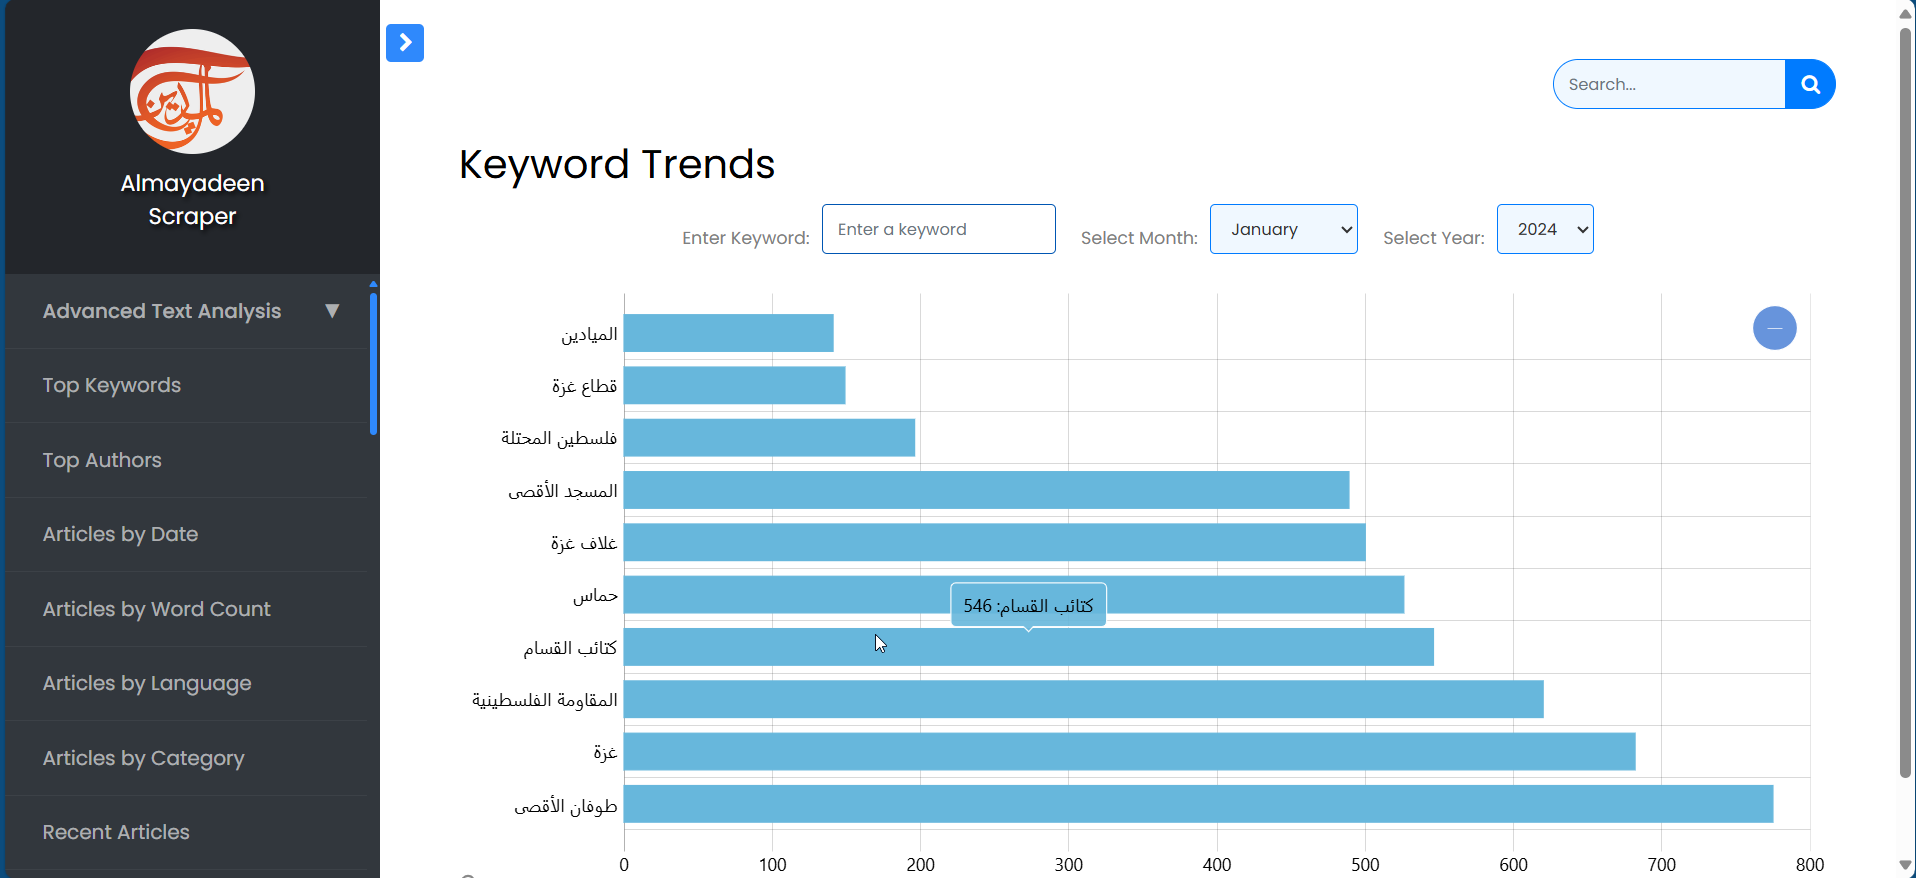 الميادين
Almayadeen
Scraper
Advanced Text Analysis ▼
Top Keywords
Top Authors
Articles by Date
Articles by Word Count
Articles by Language
Articles by Category
Recent Articles
Search...
Keyword Trends
Enter Keyword: Enter a keyword Select Month: January Select Year: 2024
الميادين
قطاع غزة
فلسطين المحتلة
المسجد الأقصى
غلاف غزة
حماس
كتائب القسام: 546
كتائب القسام
المقاومة الفلسطينية
غزة
طوفان الأقصى
0 100 200 300 400 500 600 700 800